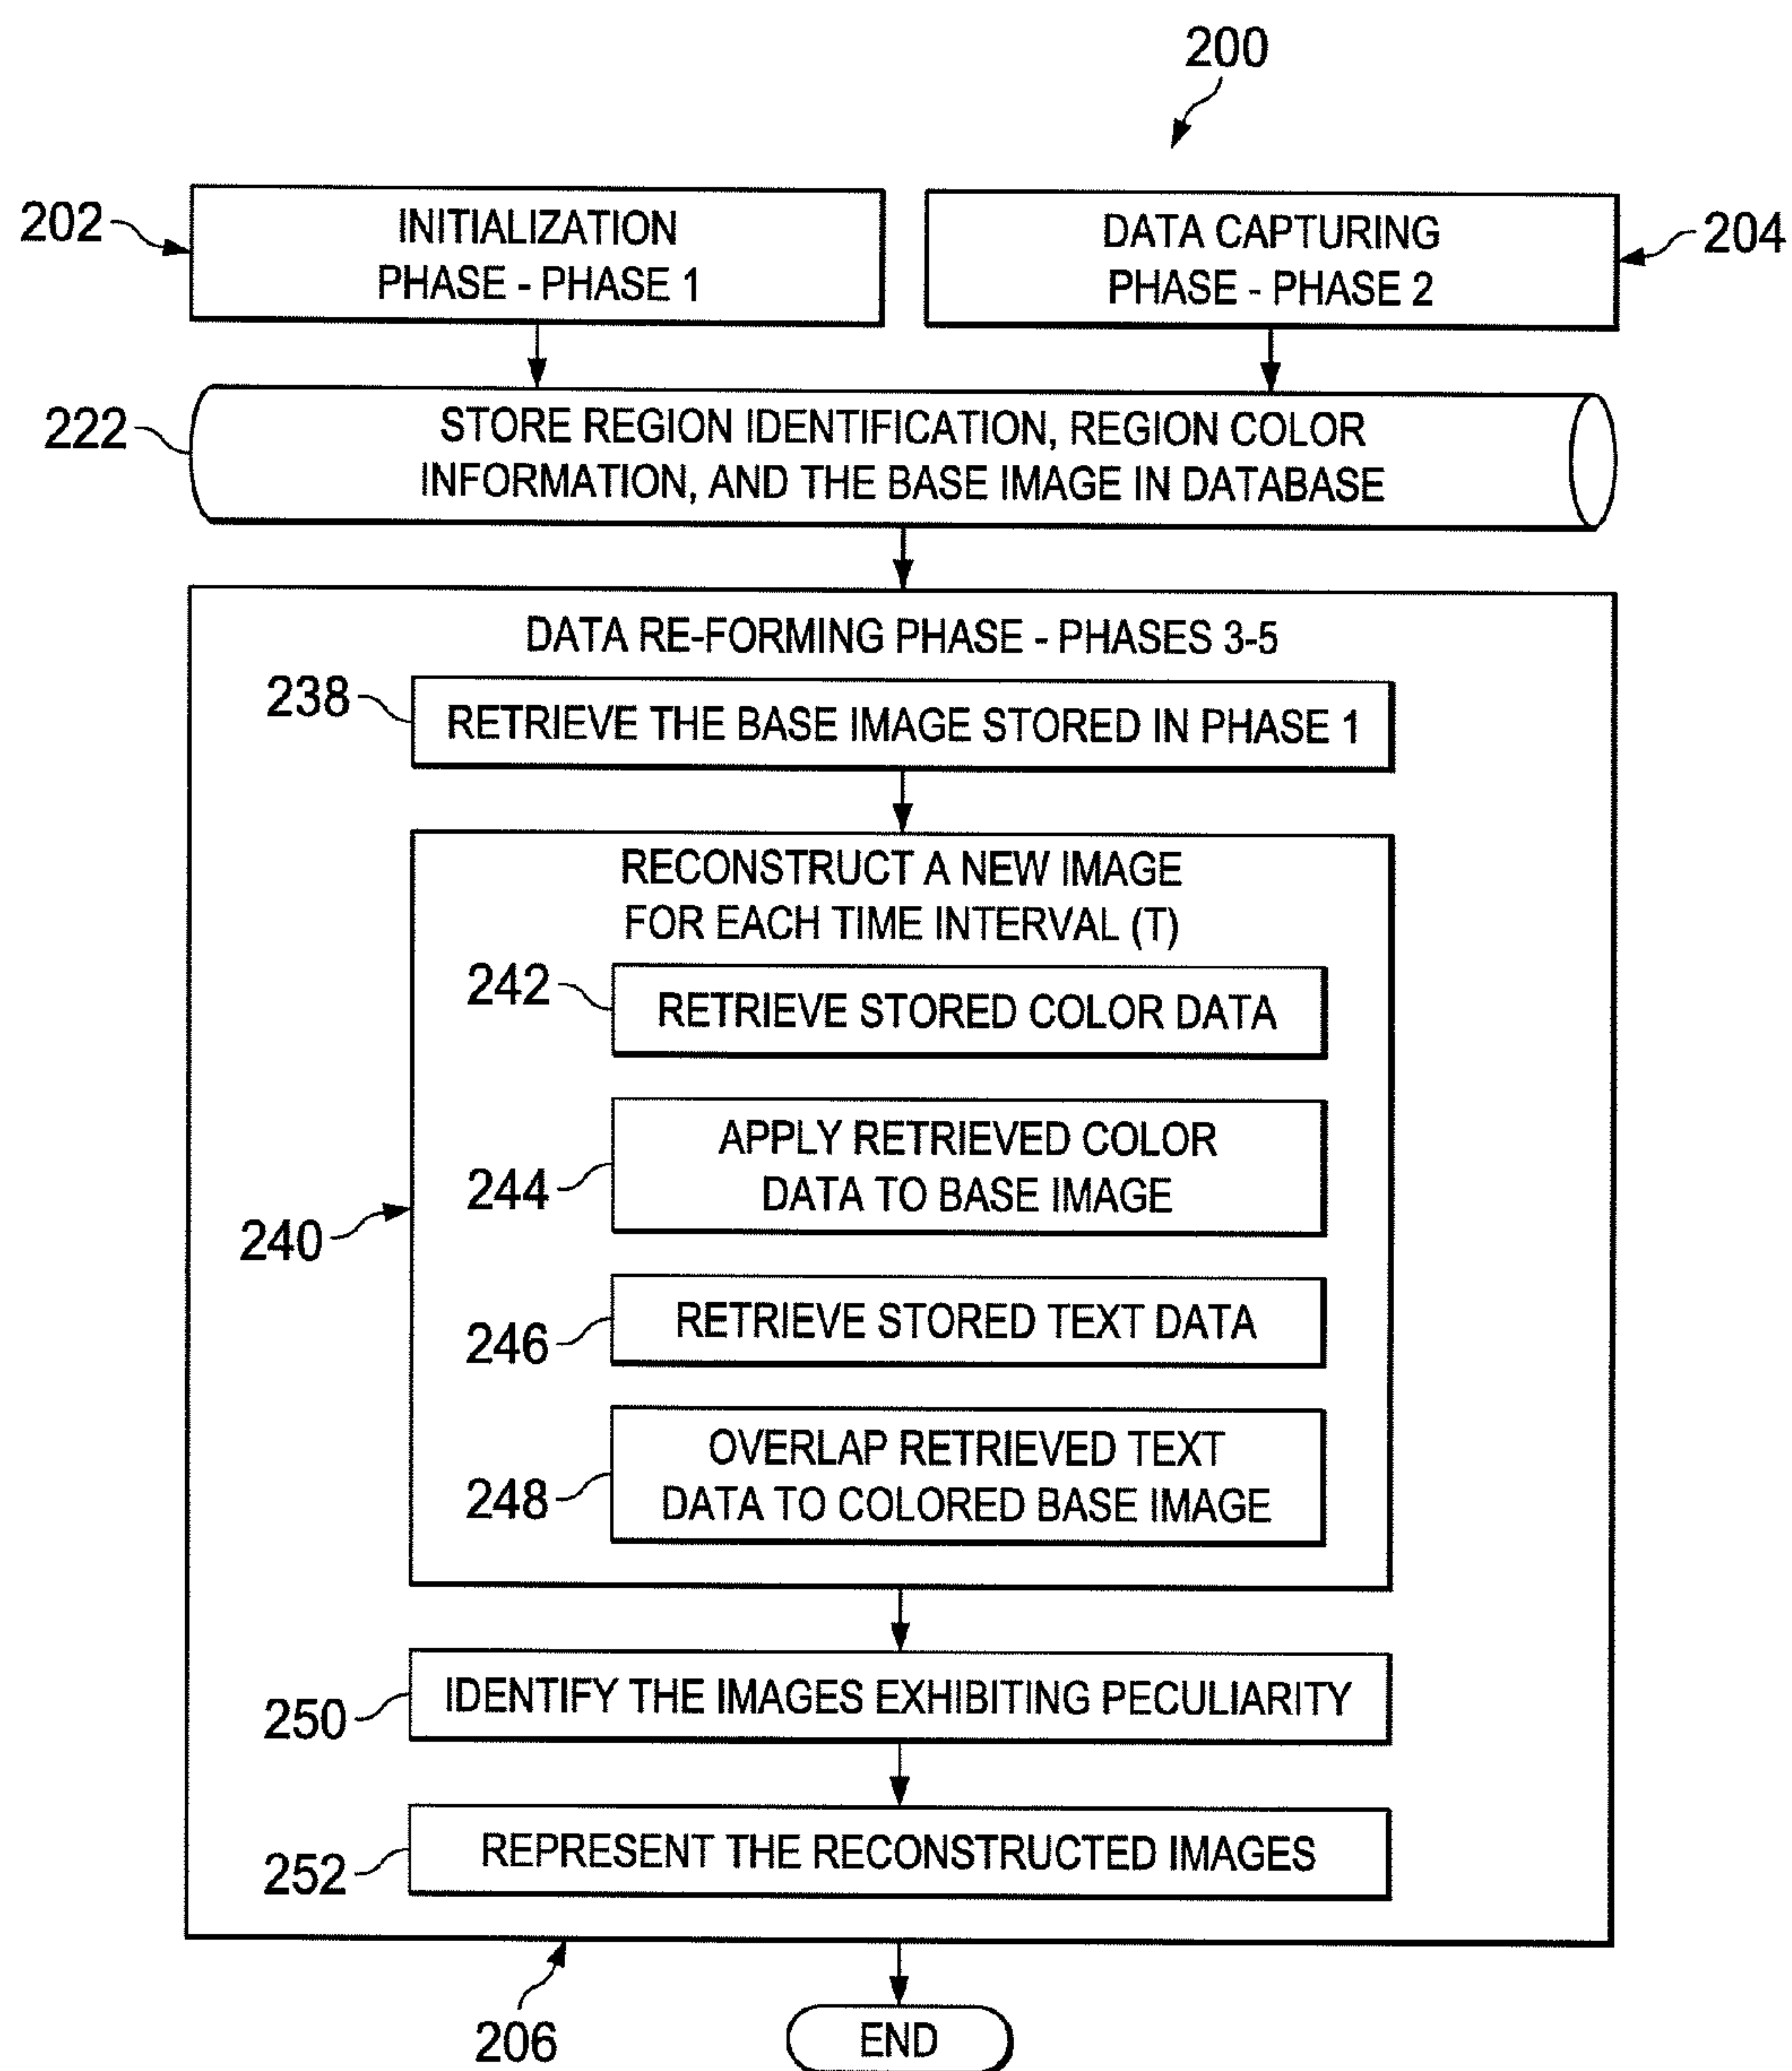 200
202
INITIALIZATION
PHASE - PHASE 1
DATA CAPTURING
PHASE - PHASE 2
204
222
STORE REGION IDENTIFICATION, REGION COLOR
INFORMATION, AND THE BASE IMAGE IN DATABASE
DATA RE-FORMING PHASE - PHASES 3-5
238
RETRIEVE THE BASE IMAGE STORED IN PHASE 1
RECONSTRUCT A NEW IMAGE
FOR EACH TIME INTERVAL (T)
242
RETRIEVE STORED COLOR DATA
APPLY RETRIEVED COLOR
DATA TO BASE IMAGE
244
240
RETRIEVE STORED TEXT DATA
246
OVERLAP RETRIEVED TEXT
DATA TO COLORED BASE IMAGE
248
IDENTIFY THE IMAGES EXHIBITING PECULIARITY
250
REPRESENT THE RECONSTRUCTED IMAGES
252
206
END